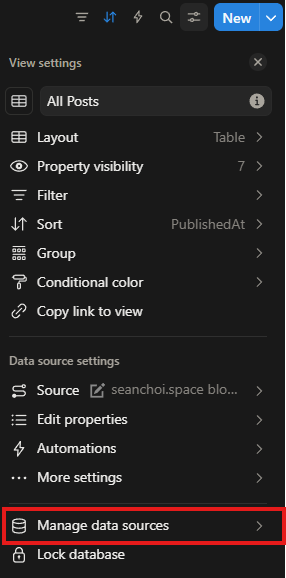 New
View settings
All Posts
Layout Table
Property visibility 7
Filter
Sort PublishedAt
Group
Conditional color
Copy link to view
Data source settings
Source seanchoi.space blo...
Edit properties
Automations
More settings
Manage data sources
Lock database